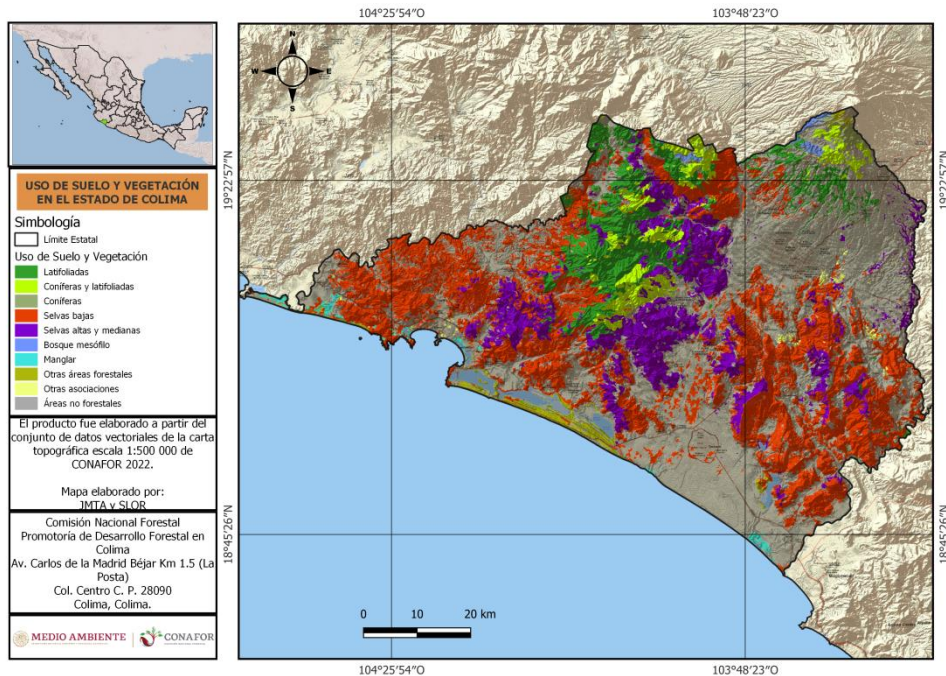 104°25'54"O
103°48'23"O
N
W
E
S
19°22'57"N
19°22'57"N
18°45'26"N
18°45'26"N
USO DE SUELO Y VEGETACIÓN
EN EL ESTADO DE COLIMA
Simbología
Límite Estatal
Uso de Suelo y Vegetación
Latifoliadas
Coníferas y latifoliadas
Coníferas
Selvas bajas
Selvas altas y medianas
Bosque mesófilo
Manglar
Otras áreas forestales
Otras asociaciones
Áreas no forestales
El producto fue elaborado a partir del
conjunto de datos vectoriales de la carta
topográfica escala 1:500 000 de
CONAFOR 2022.
Mapa elaborado por:
JMTA y SLOR
Comisión Nacional Forestal
Promotoría de Desarrollo Forestal en
Colima
Av. Carlos de la Madrid Béjar Km 1.5 (La
Posta)
Col. Centro C. P. 28090
Colima, Colima.
MEDIO AMBIENTE
CONAFOR
0 10 20 km
104°25'54"O
103°48'23"O